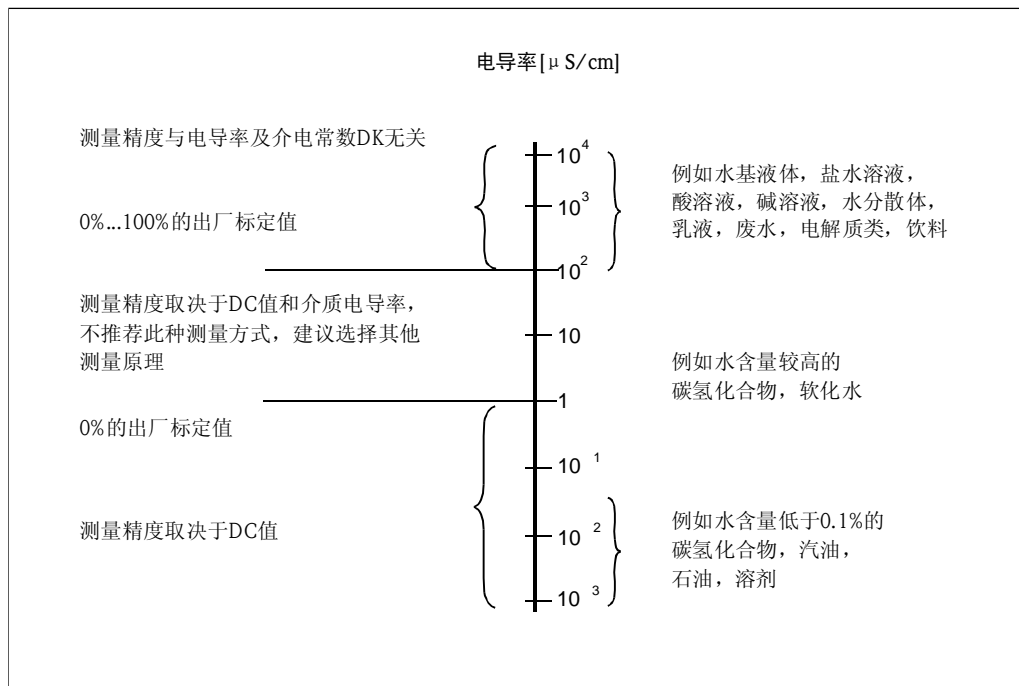 电导率[μS/cm]
测量精度与电导率及介电常数DK无关
0%...100%的出厂标定值
测量精度取决于DC值和介质电导率，
不推荐此种测量方式，建议选择其他
测量原理
0%的出厂标定值
测量精度取决于DC值
10⁴
10³
10²
10
1
10 ¹
10 ²
10 ³
例如水基液体，盐水溶液，
酸溶液，碱溶液，水分散体，
乳液，废水，电解质类，饮料
例如水含量较高的
碳氢化合物，软化水
例如水含量低于0.1%的
碳氢化合物，汽油，
石油，溶剂